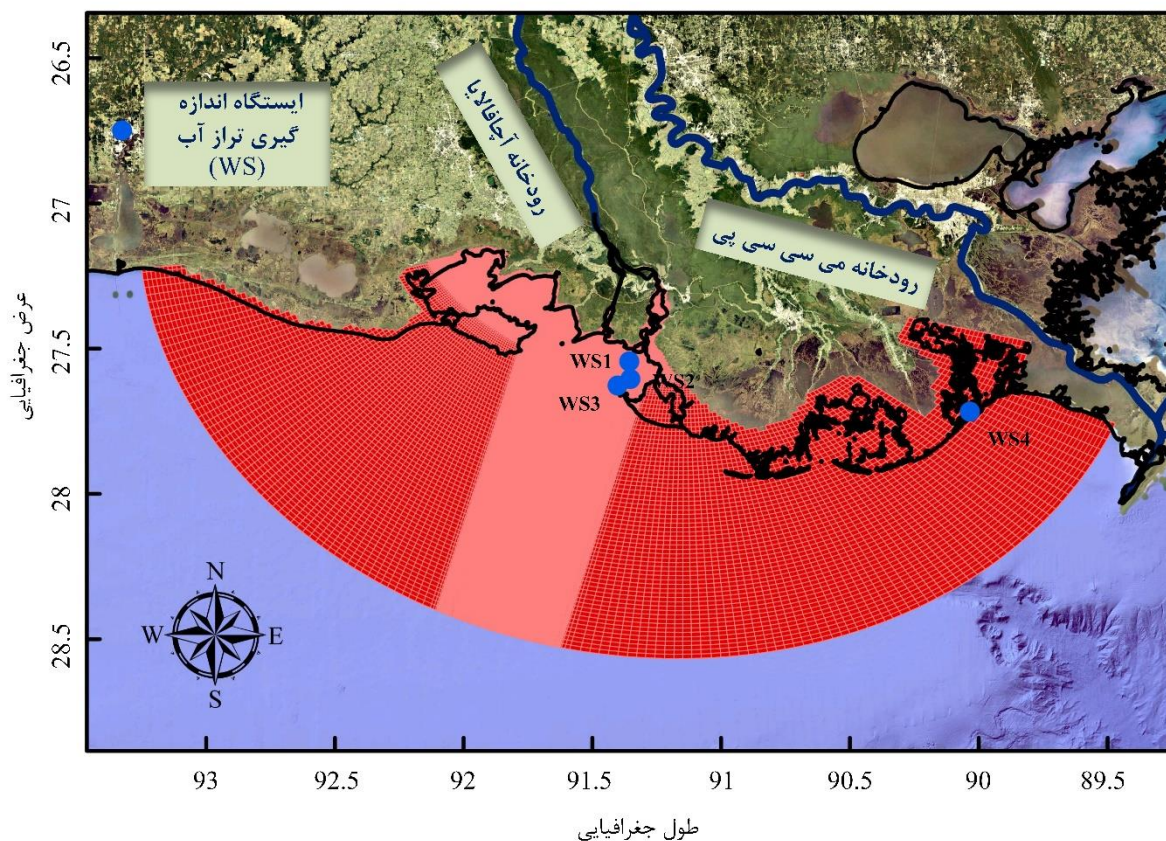 26.5
27
27.5
28
28.5
عرض جغرافیایی
ایستگاه اندازه
گیری تراز آب
(WS)
رودخانه آچافالایا
رودخانه می سی سی پی
WS1
WS2
WS3
WS4
N
W
E
S
93
92.5
92
91.5
91
90.5
90
89.5
طول جغرافیایی